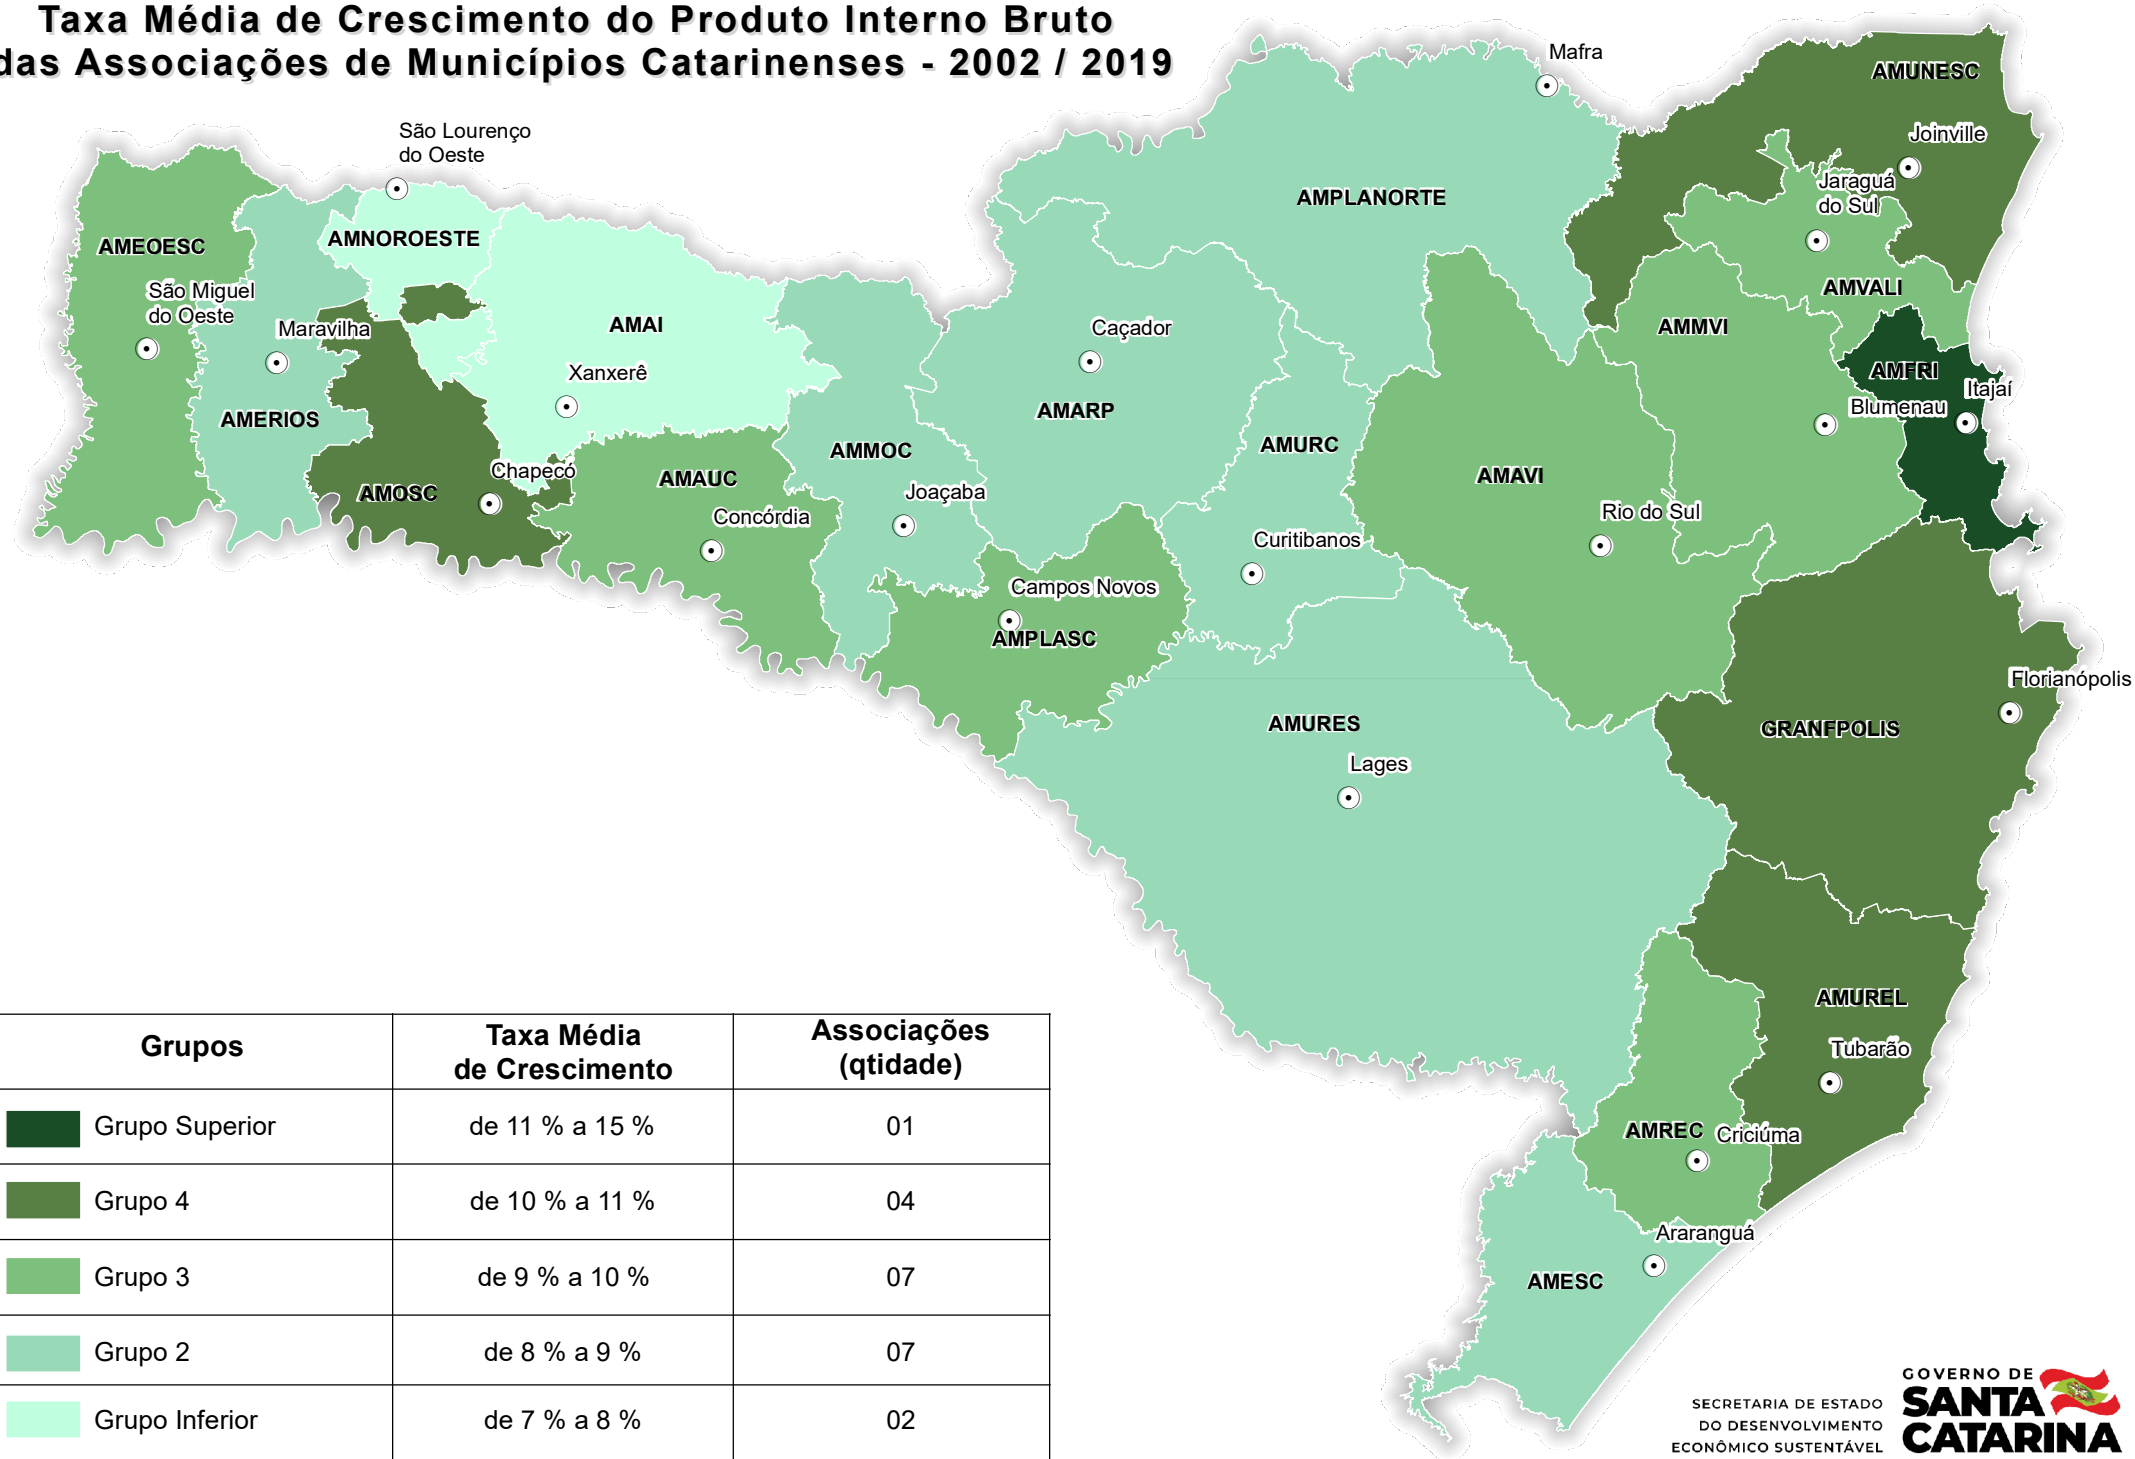 Taxa Média de Crescimento do Produto Interno Bruto
das Associações de Municípios Catarinenses - 2002 / 2019
Mafra
AMUNESC
Joinville
São Lourenço
do Oeste
Jaraguá
do Sul
AMPLANORTE
AMEOESC
AMNOROESTE
São Miguel
do Oeste
AMVALI
Maravilha
AMAI
Caçador
AMMVI
Xanxerê
AMFRI
Itajaí
AMERIOS
AMARP
Blumenau
AMURC
AMMOC
Chapecó
AMOSC
AMAUC
Joaçaba
AMAVI
Concórdia
Rio do Sul
Curitibanos
Campos Novos
AMPLASC
Florianópolis
AMURES
GRANFPOLIS
Lages
AMUREL
Tubarão
AMREC
Criciúma
Araranguá
AMESC
Grupos
Taxa Média
de Crescimento
Associações
(qtidade)
Grupo Superior
de 11 % a 15 %
01
Grupo 4
de 10 % a 11 %
04
Grupo 3
de 9 % a 10 %
07
Grupo 2
de 8 % a 9 %
07
Grupo Inferior
de 7 % a 8 %
02
SECRETARIA DE ESTADO
DO DESENVOLVIMENTO
ECONÔMICO SUSTENTÁVEL
GOVERNO DE
SANTA
CATARINA